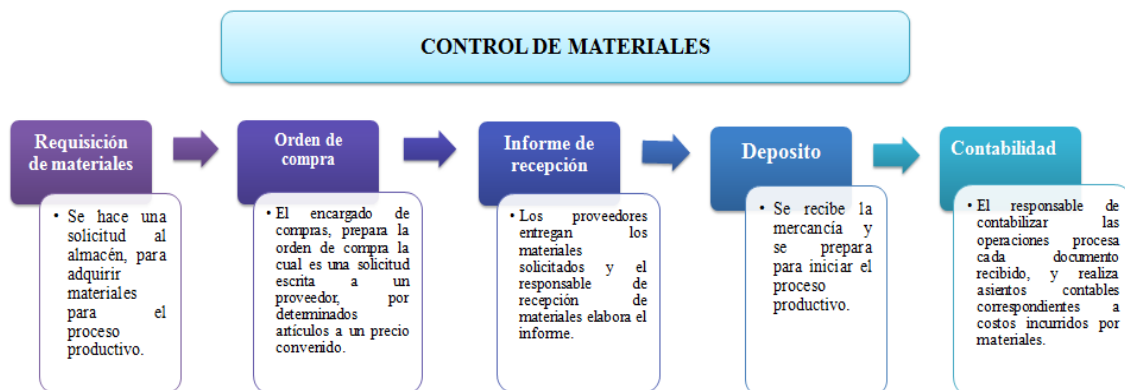 CONTROL DE MATERIALES
Requisición
de materiales
• Se hace una
solicitud al
almacén, para
adquirir
materiales
para el
proceso
productivo.
Orden de
compra
• El encargado de
compras, prepara la
orden de compra la
cual es una solicitud
escrita a un
proveedor, por
determinados
artículos a un precio
convenido.
Informe de
recepción
• Los proveedores
entregan los
materiales
solicitados y el
responsable de
recepción de
materiales elabora el
informe.
Deposito
• Se recibe la
mercancía y
se prepara
para iniciar el
proceso
productivo.
Contabilidad
• El responsable de
contabilizar las
operaciones procesa
cada documento
recibido, y realiza
asientos contables
correspondientes a
costos incurridos por
materiales.